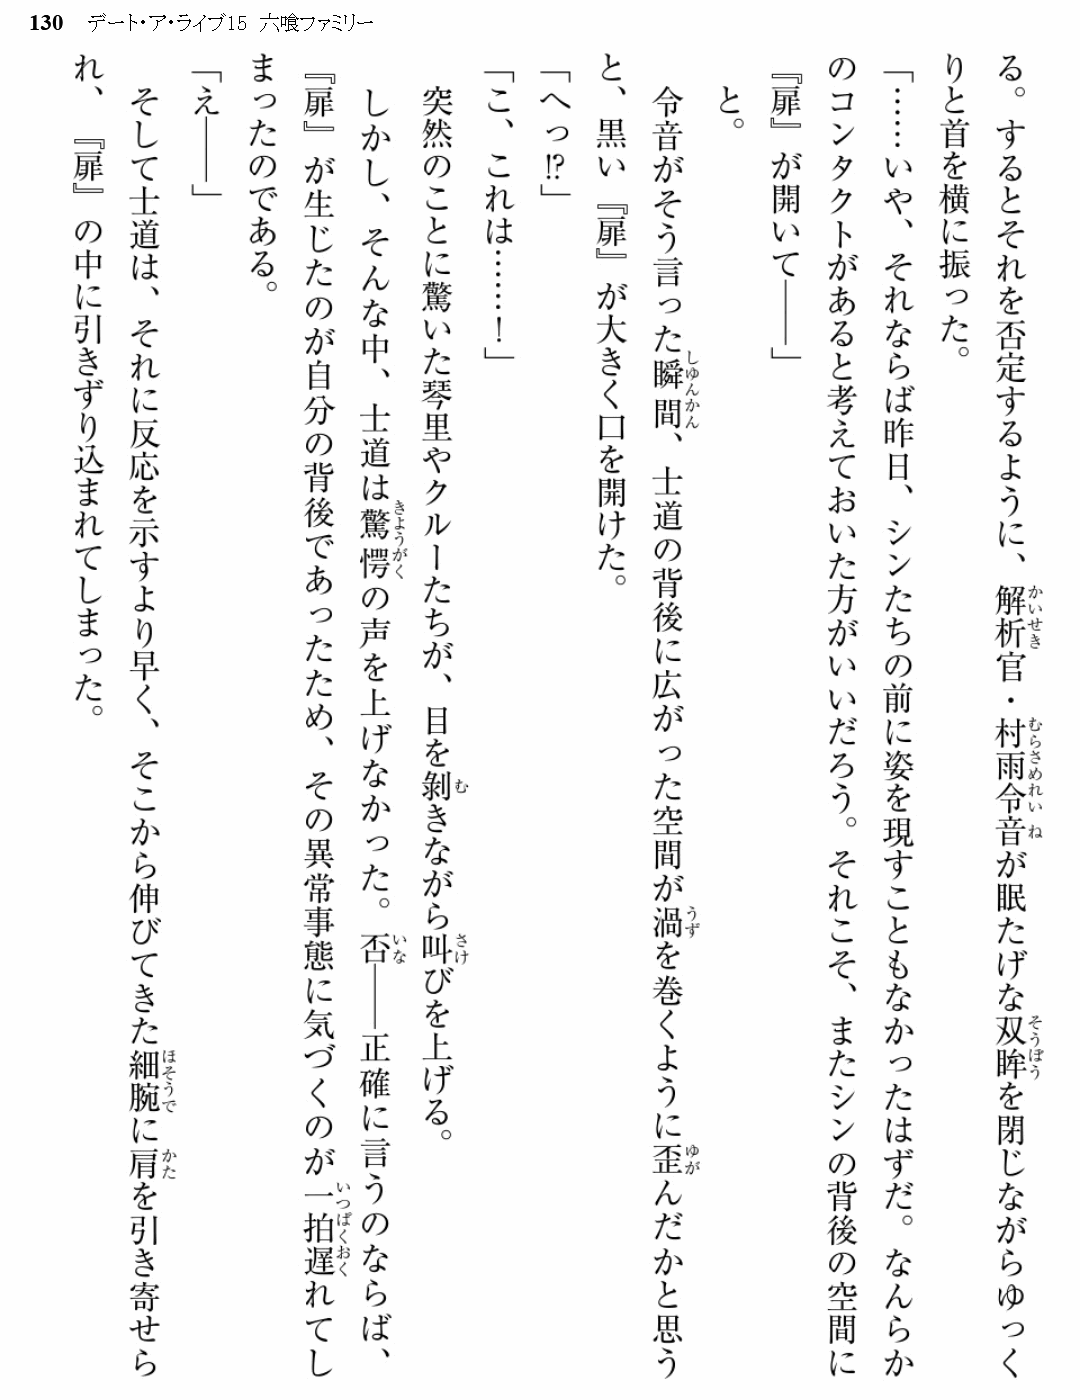 130 デート・ア・ライブ15 六喰ファミリー
る。するとそれを否定するように、解析官・村雨令音が眠たげな双眸を閉じながらゆっく
りと首を横に振った。
「……いや、それならば昨日、シンたちの前に姿を現すこともなかったはずだ。なんらか
のコンタクトがあると考えておいた方がいいだろう。それこそ、またシンの背後の空間に
『扉』が開いて――」
と。
令音がそう言った瞬間、士道の背後に広がった空間が渦を巻くように歪んだかと思う
と、黒い『扉』が大きく口を開けた。
「へっ!?」
「こ、これは……！」
突然のことに驚いた琴里やクルーたちが、目を剝きながら叫びを上げる。
しかし、そんな中、士道は驚愕の声を上げなかった。否――正確に言うのならば、
『扉』が生じたのが自分の背後であったため、その異常事態に気づくのが一拍遅れてし
まったのである。
「え――」
そして士道は、それに反応を示すより早く、そこから伸びてきた細腕に肩を引き寄せら
れ、『扉』の中に引きずり込まれてしまった。